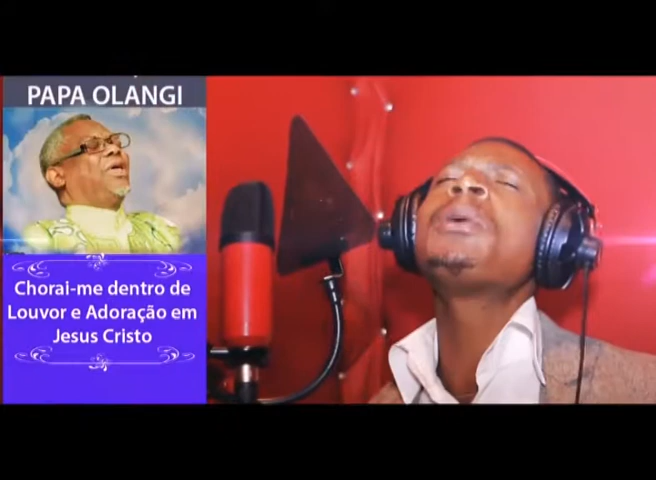 PAPA OLANGI
Chorai-me dentro de
Louvor e Adoração em
Jesus Cristo